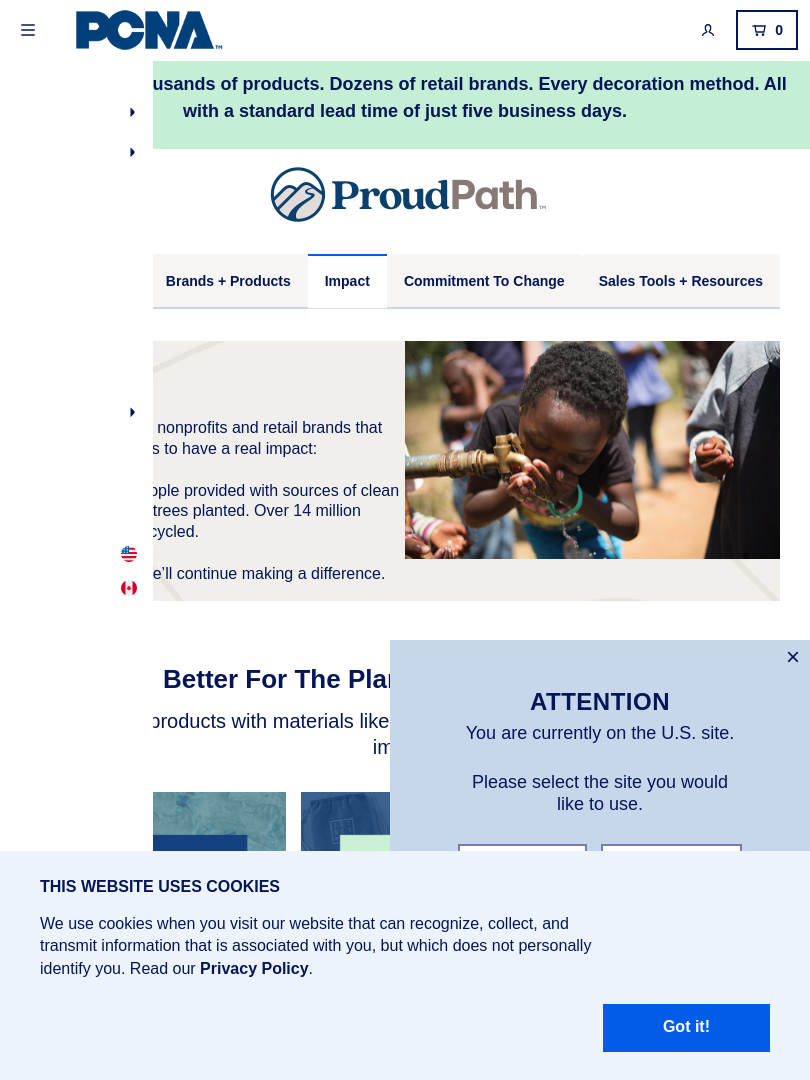 PCNA™
0
usands of products. Dozens of retail brands. Every decoration method. All
with a standard lead time of just five business days.
ProudPath™
Brands + Products
Impact
Commitment To Change
Sales Tools + Resources
nonprofits and retail brands that
s to have a real impact:
ople provided with sources of clean
trees planted. Over 14 million
cycled.
e’ll continue making a difference.
Better For The Plan
products with materials like
im
×
ATTENTION
You are currently on the U.S. site.
Please select the site you would
like to use.
THIS WEBSITE USES COOKIES
We use cookies when you visit our website that can recognize, collect, and
transmit information that is associated with you, but which does not personally
identify you. Read our Privacy Policy.
Got it!